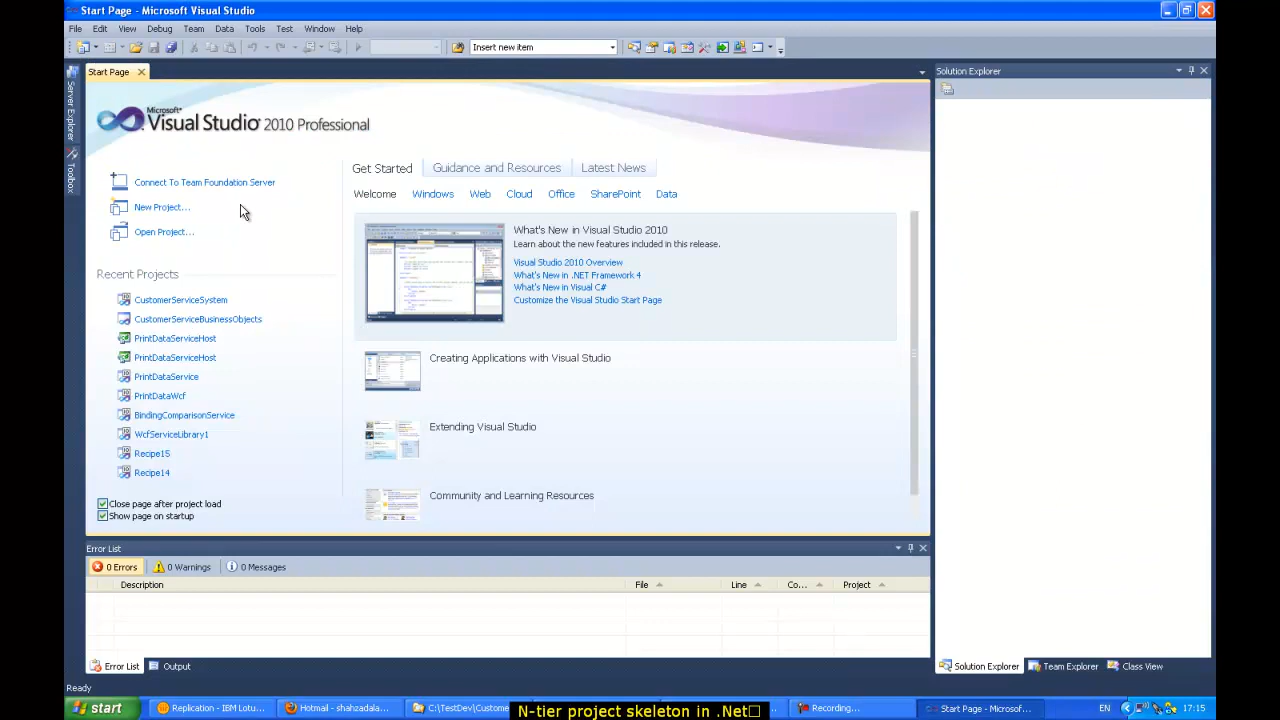 Start Page - Microsoft Visual Studio
File Edit View Debug Team Data Tools Test Window Help
Insert new item
Server Explorer
Toolbox
Start Page
Microsoft
Visual Studio 2010 Professional
Connect To Team Foundation Server
New Project...
Open Project...
Recent Projects
CustomerServiceSystem
CustomerServiceBusinessObjects
PrintDataServiceHost
PrintDataServiceHost
PrintDataService
PrintDataWcf
BindingComparisonService
WcfServiceLibrary1
Recipe15
Recipe14
Close page after project load
Show page on startup
Get Started Guidance and Resources Latest News
Welcome Windows Web Cloud Office SharePoint Data
What's New in Visual Studio 2010
Learn about the new features included in this release.
Visual Studio 2010 Overview
What's New in .NET Framework 4
What's New in Visual C#
Customize the Visual Studio Start Page
Creating Applications with Visual Studio
Extending Visual Studio
Community and Learning Resources
Solution Explorer
Error List
0 Errors 0 Warnings 0 Messages
Description File Line Co... Project
Error List Output
Solution Explorer Team Explorer Class View
Ready
start Replication - IBM Lotu... Hotmail - shahzadala... C:\TestDev\Custome Recording... Start Page - Microsof... EN 17:15
N-tier project skeleton in .Net